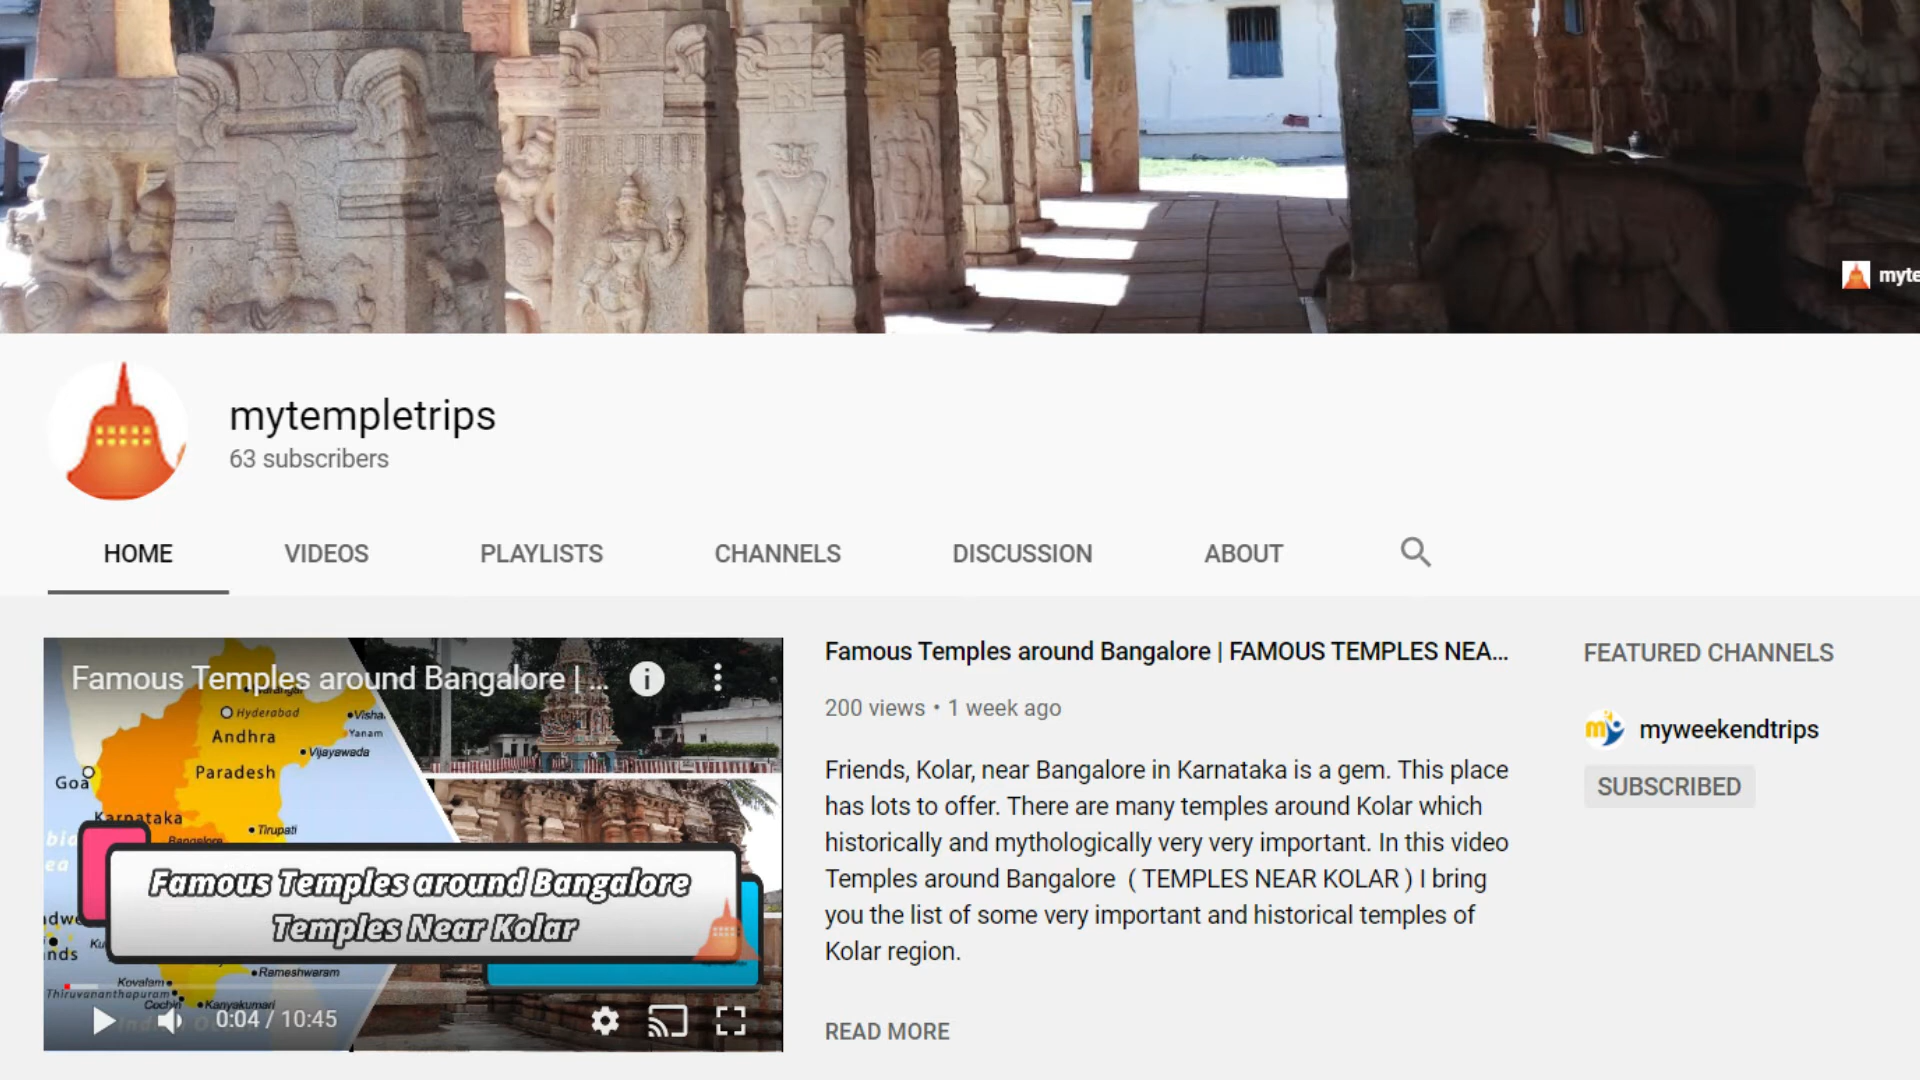 myte
mytempletrips
63 subscribers
HOME VIDEOS PLAYLISTS CHANNELS DISCUSSION ABOUT
Famous Temples around Bangalore | ...
Hyderabad
Andhra
Paradesh
Visha
Yanam
Vijayawada
Goa
Karnataka
Tirupati
Bangalore
Famous Temples around Bangalore
Temples Near Kolar
Rameshwaram
Kovalam
Thiruvananthapuram
Cochin
Kanyakumari
0:04 / 10:45
Famous Temples around Bangalore | FAMOUS TEMPLES NEA...
200 views • 1 week ago
Friends, Kolar, near Bangalore in Karnataka is a gem. This place
has lots to offer. There are many temples around Kolar which
historically and mythologically very very important. In this video
Temples around Bangalore ( TEMPLES NEAR KOLAR ) I bring
you the list of some very important and historical temples of
Kolar region.
READ MORE
FEATURED CHANNELS
myweekendtrips
SUBSCRIBED